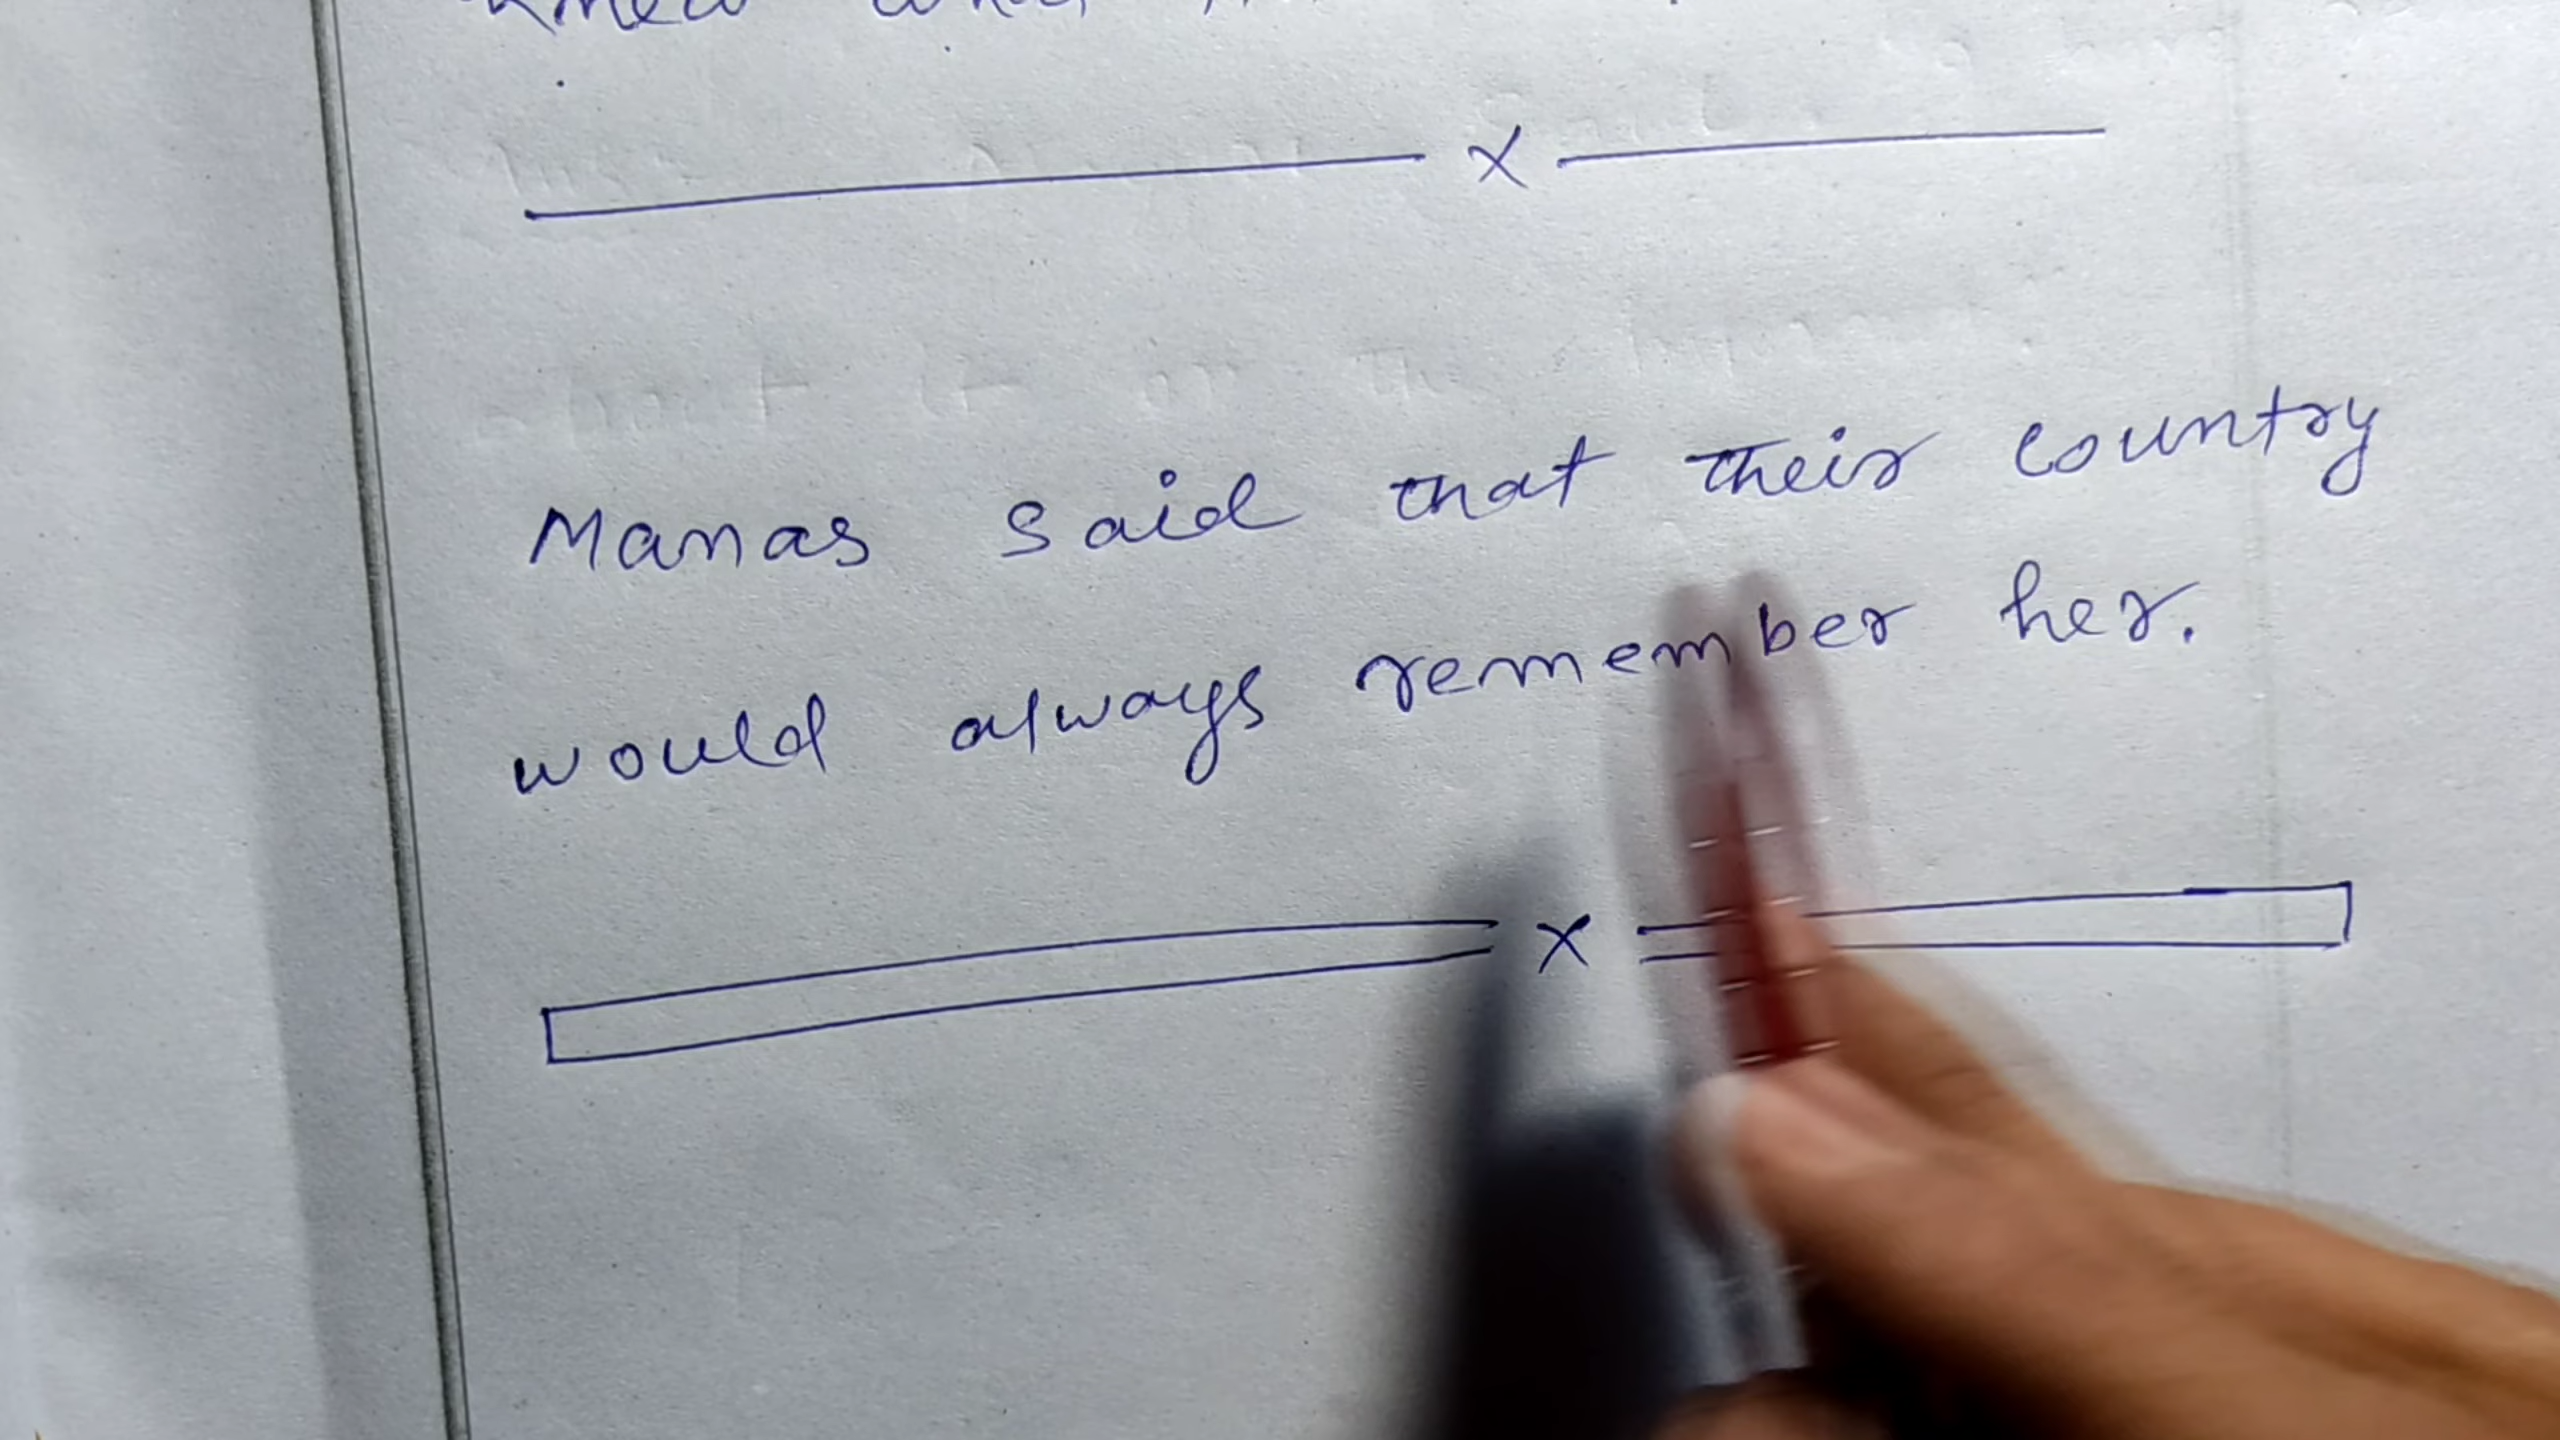 Manas said that their country
would always remember her.